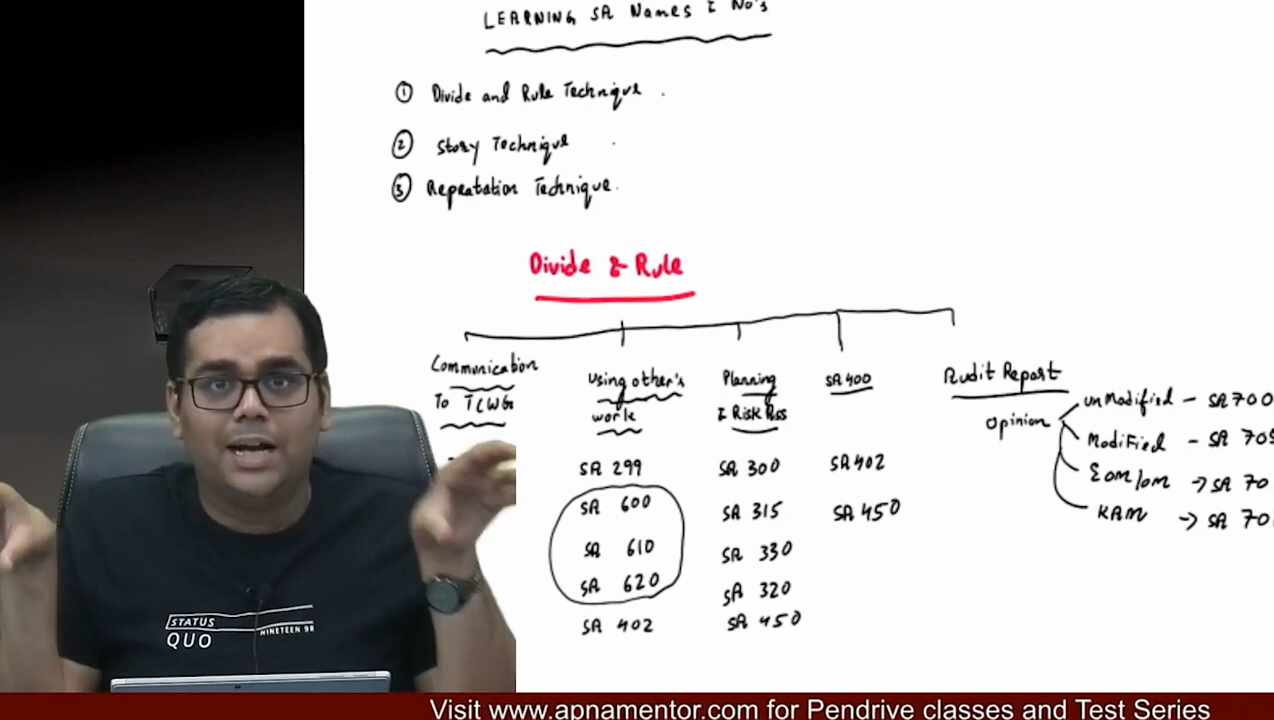 LEARNING SA Names & No's
① Divide and Rule Technique .
② Story Technique .
③ Repeatation Technique.
Divide & Rule
Communication
To TCWG
using other's
work
SA 299
SA 600
SA 610
SA 620
SA 402
Planning
& Risk Ass
SA 300
SA 315
SA 330
SA 320
SA 450
SA 400
SA 402
SA 450
Audit Report
Opinion
unModified - SA 700
Modified - SA 705
EOM/OM → SA 70
KAM → SA 70
STATUS
QUO
NINETEEN 98
Visit www.apnamentor.com for Pendrive classes and Test Series